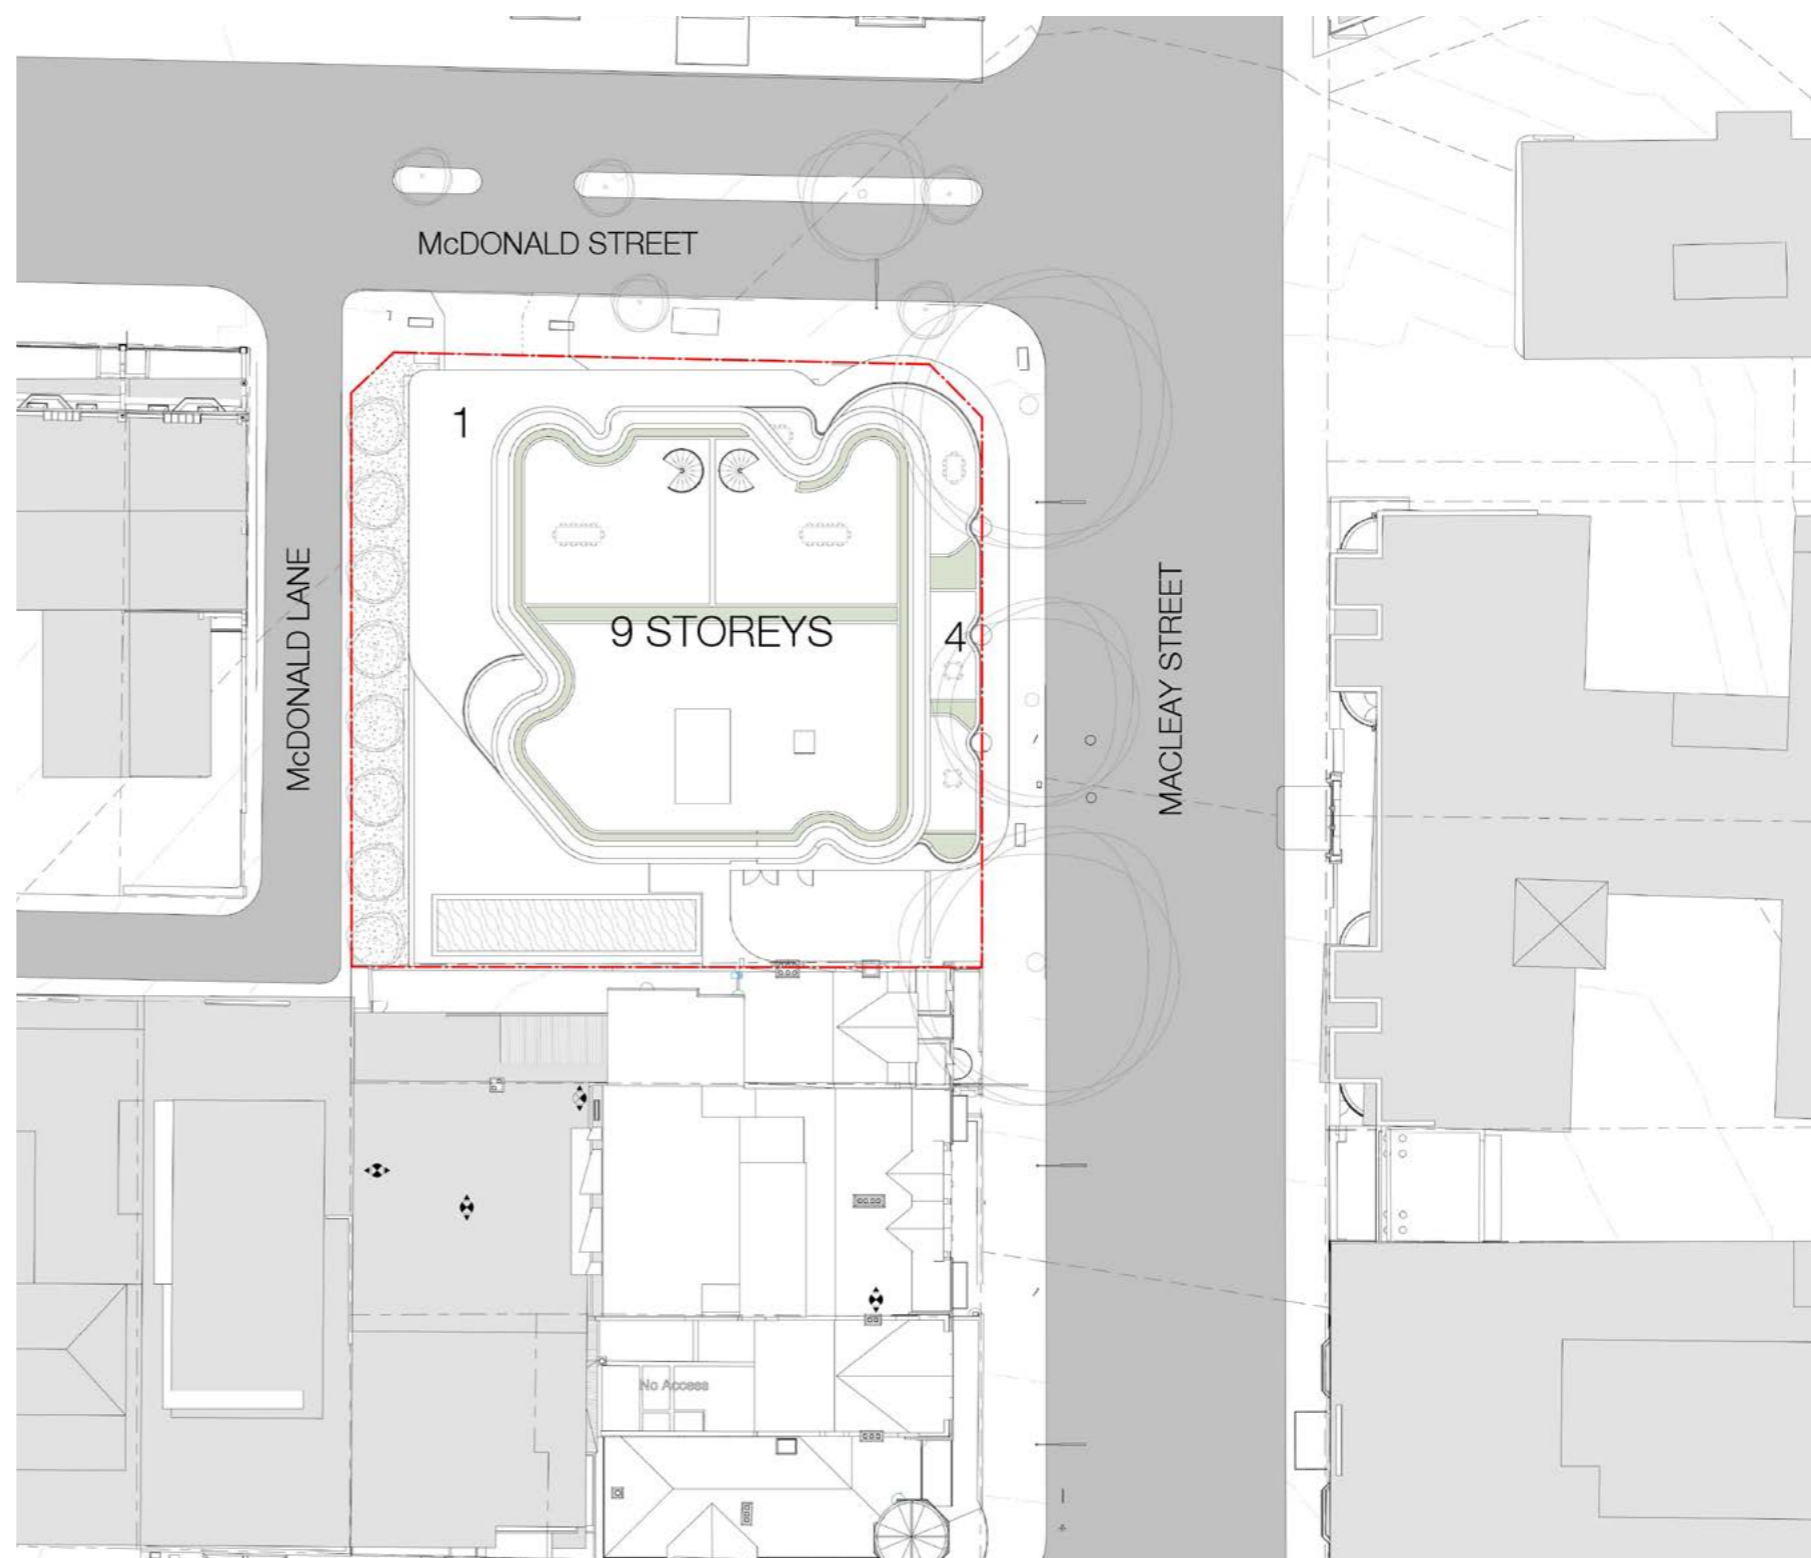 McDONALD STREET
1
McDONALD LANE
9 STOREYS
4
MACLEAY STREET
No Access